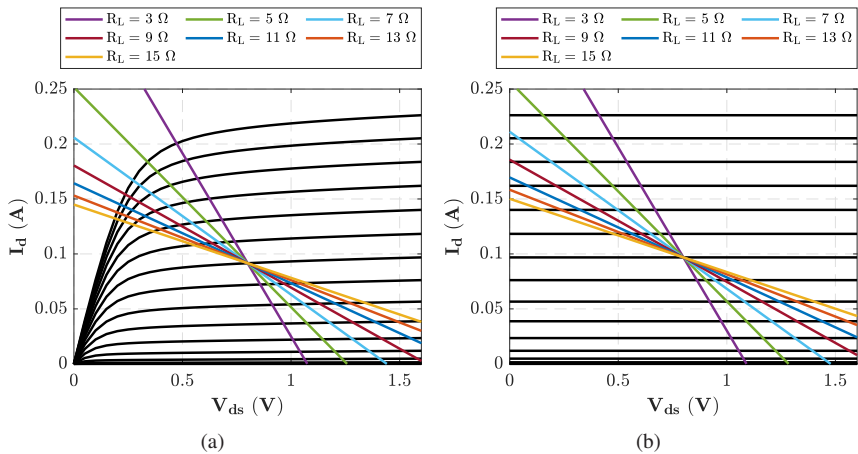 R_L = 3 Ω R_L = 5 Ω R_L = 7 Ω
R_L = 9 Ω R_L = 11 Ω R_L = 13 Ω
R_L = 15 Ω
0.25
0.2
0.15
0.1
0.05
0
I_d (A)
0 0.5 1 1.5
V_ds (V)
(a)
R_L = 3 Ω R_L = 5 Ω R_L = 7 Ω
R_L = 9 Ω R_L = 11 Ω R_L = 13 Ω
R_L = 15 Ω
0.25
0.2
0.15
0.1
0.05
0
I_d (A)
0 0.5 1 1.5
V_ds (V)
(b)